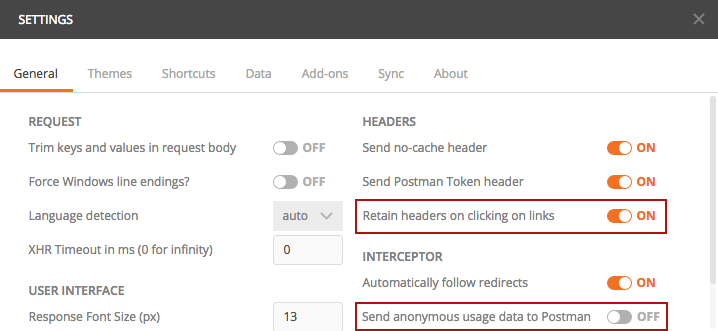 SETTINGS
General Themes Shortcuts Data Add-ons Sync About
REQUEST
Trim keys and values in request body OFF
Force Windows line endings? OFF
Language detection auto
XHR Timeout in ms (0 for infinity) 0
USER INTERFACE
Response Font Size (px) 13
HEADERS
Send no-cache header ON
Send Postman Token header ON
Retain headers on clicking on links ON
INTERCEPTOR
Automatically follow redirects ON
Send anonymous usage data to Postman OFF